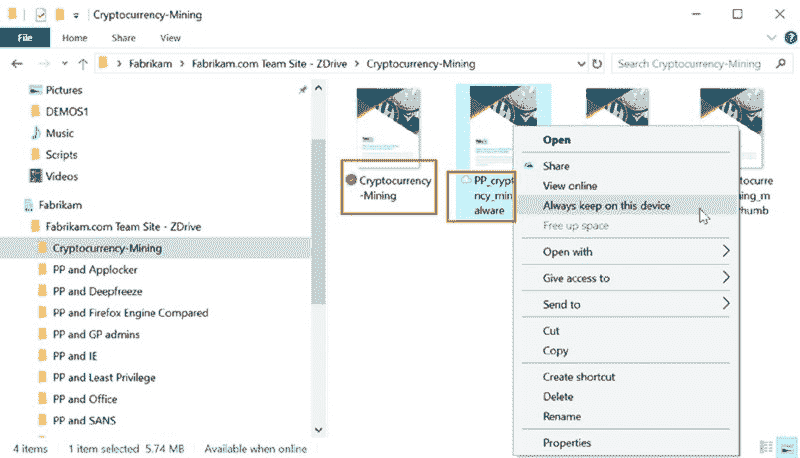 Cryptocurrency-Mining
File
Home
Share
View
Fabrikam
Fabrikam.com Team Site - ZDrive
Cryptocurrency-Mining
Search Cryptocurrency-Mining
Pictures
DEMOS1
Music
Scripts
Videos
Fabrikam
Fabrikam.com Team Site - ZDrive
Cryptocurrency-Mining
PP and Applocker
PP and Deepfreeze
PP and Firefox Engine Compared
PP and GP admins
PP and IE
PP and Least Privilege
PP and Office
PP and SANS
Cryptocurrency
-Mining
PP_crypt
ncy_min
alware
ocurre
ng_m
humb
Open
Share
View online
Always keep on this device
Free up space
Open with
Give access to
Send to
Cut
Copy
Create shortcut
Delete
Rename
Properties
4 items
1 item selected 5.74 MB
Available when online